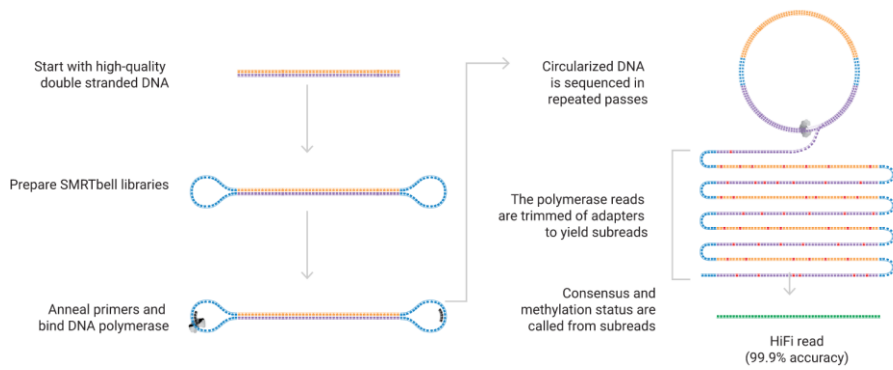 Start with high-quality
double stranded DNA
Prepare SMRTbell libraries
Anneal primers and
bind DNA polymerase
Circularized DNA
is sequenced in
repeated passes
The polymerase reads
are trimmed of adapters
to yield subreads
Consensus and
methylation status are
called from subreads
HiFi read
(99.9% accuracy)